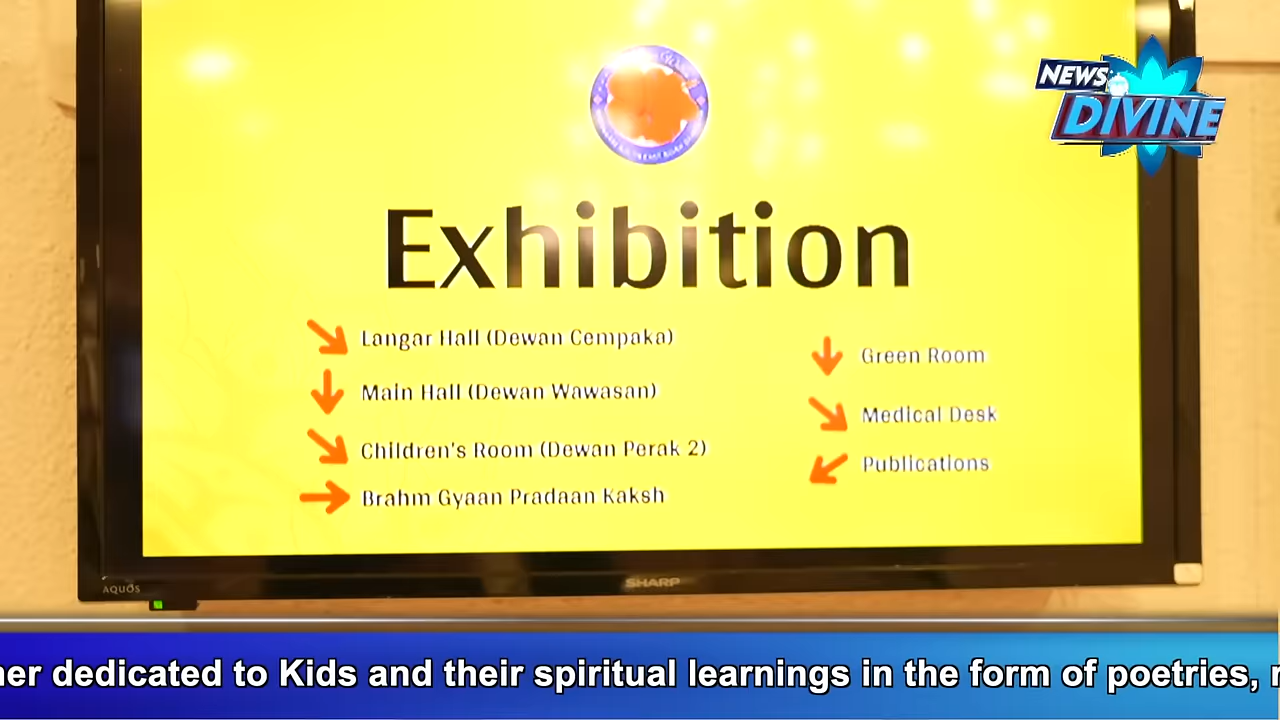 NEWS
DIVINE
Exhibition
Langar Hall (Dewan Cempaka)
Main Hall (Dewan Wawasan)
Children's Room (Dewan Perak 2)
Brahm Gyaan Pradaan Kaksh
Green Room
Medical Desk
Publications
AQUOS
SHARP
dedicated to Kids and their spiritual learnings in the form of poetries,